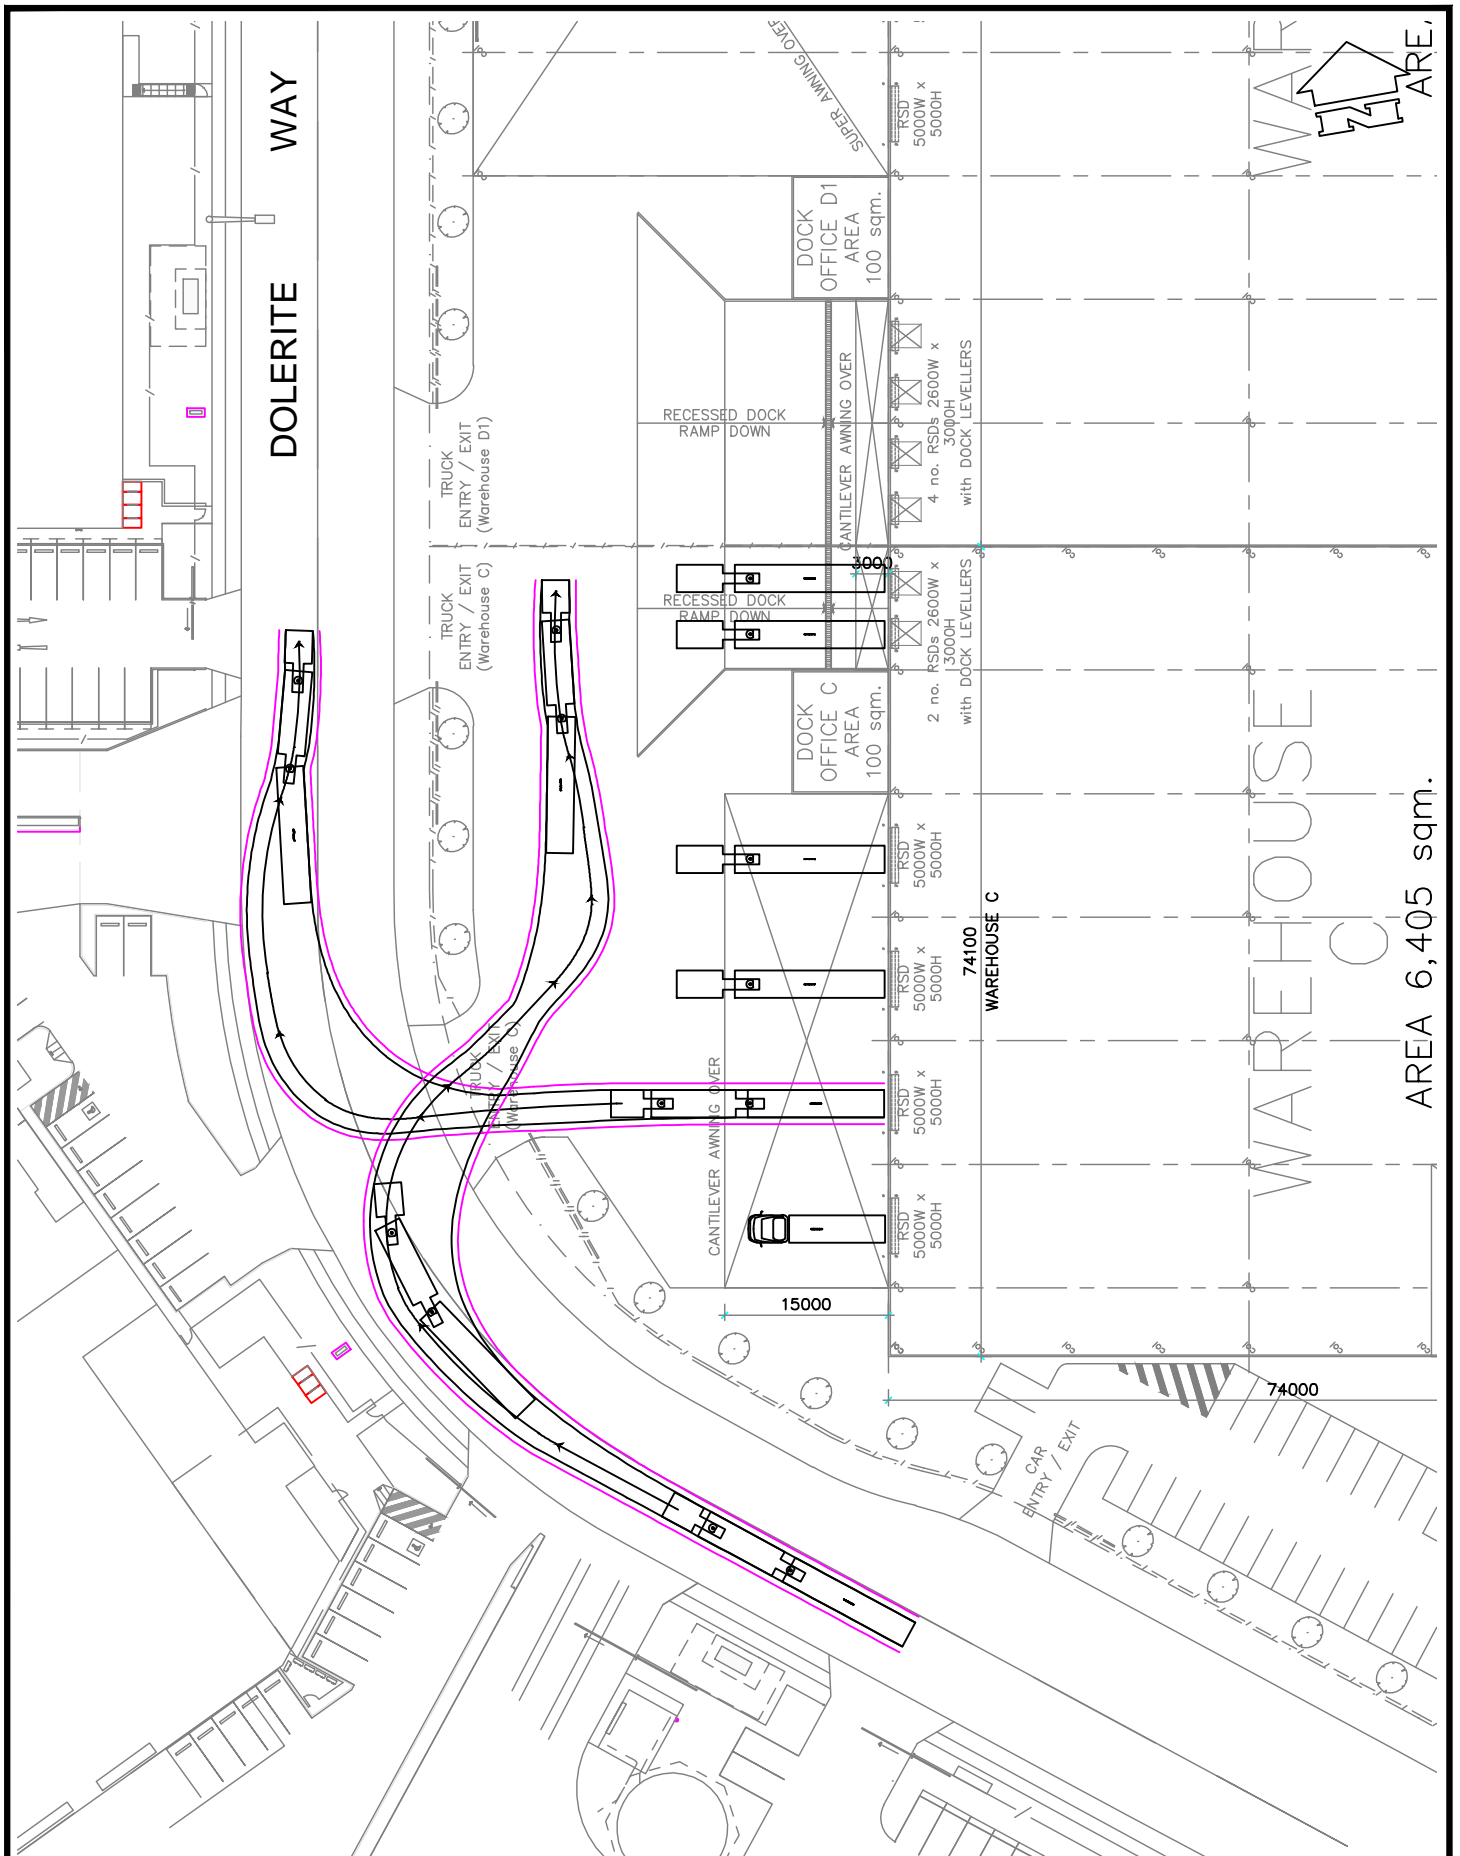 DOLERITE WAY
SUPER AWNING OVER
RSD
5000W x
5000H
WAR
N
AREA
DOCK
OFFICE D1
AREA
100 sqm.
RECESSED DOCK
RAMP DOWN
CANTILEVER AWNING OVER
4 no. RSDs 2600W x
3000H
with DOCK LEVELLERS
TRUCK
ENTRY / EXIT
(Warehouse D1)
TRUCK
ENTRY / EXIT
(Warehouse C)
3000
RECESSED DOCK
RAMP DOWN
2 no. RSDs 2600W x
3000H
with DOCK LEVELLERS
DOCK
OFFICE C
AREA
100 sqm.
RSD
5000W x
5000H
RSD
5000W x
5000H
74100
WAREHOUSE C
WAREHOUSE
C
AREA 6,405 sqm.
TRUCK
ENTRY / EXIT
(Warehouse C)
CANTILEVER AWNING OVER
RSD
5000W x
5000H
RSD
5000W x
5000H
15000
74000
CAR
ENTRY / EXIT